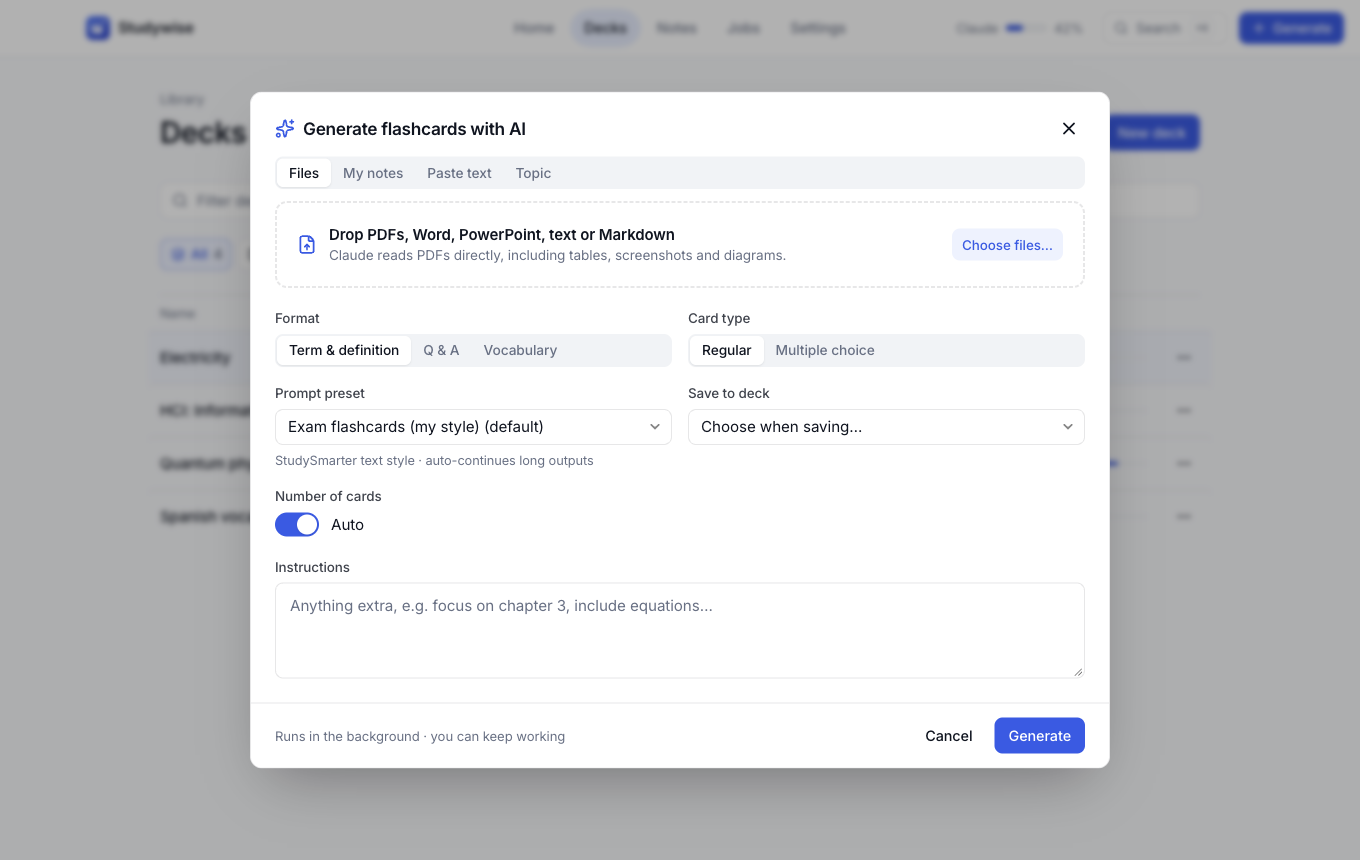 Studywise
Home
Decks
Notes
Jobs
Settings
Claude
42%
Search
Generate
Library
Decks
New deck
All
Name
Electricity
Spanish
Generate flashcards with AI
Files
My notes
Paste text
Topic
Drop PDFs, Word, PowerPoint, text or Markdown
Claude reads PDFs directly, including tables, screenshots and diagrams.
Choose files...
Format
Card type
Term & definition
Q & A
Vocabulary
Regular
Multiple choice
Prompt preset
Save to deck
Exam flashcards (my style) (default)
Choose when saving...
StudySmarter text style · auto-continues long outputs
Number of cards
Auto
Instructions
Anything extra, e.g. focus on chapter 3, include equations...
Runs in the background · you can keep working
Cancel
Generate